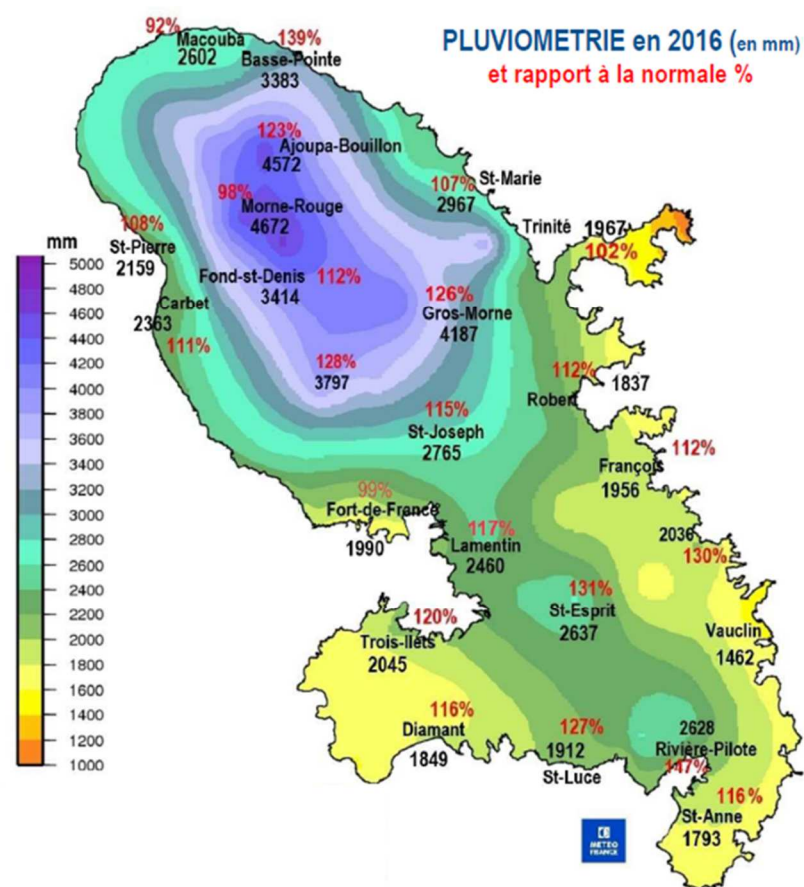 PLUVIOMETRIE en 2016 (en mm)
et rapport à la normale %
92%
Macouba
2602
139%
Basse-Pointe
3383
123%
Ajoupa-Bouillon
4572
98%
Morne-Rouge
4672
107%
St-Marie
2967
Trinité
1967
102%
108%
St-Pierre
2159
Fond-st-Denis
112%
3414
126%
Gros-Morne
4187
Carbet
2363
111%
128%
3797
112%
1837
Robert
115%
St-Joseph
2765
112%
François
1956
99%
Fort-de-France
1990
117%
Lamentin
2460
2036
130%
131%
St-Esprit
2637
120%
Trois-Ilets
2045
Vauclin
1462
116%
Diamant
1849
127%
1912
St-Luce
2628
Rivière-Pilote
147%
116%
St-Anne
1793
mm
5000
4800
4600
4400
4200
4000
3800
3600
3400
3200
3000
2800
2600
2400
2200
2000
1800
1600
1400
1200
1000
METEO
FRANCE